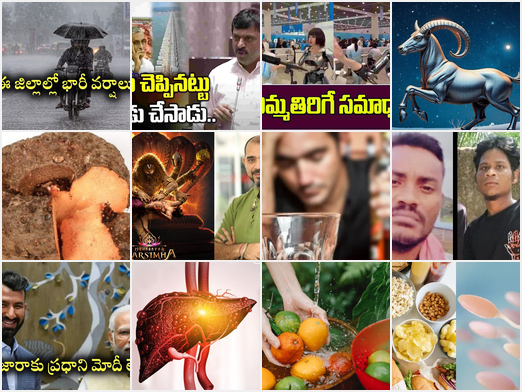 ఈ జిల్లాల్లో భారీ వర్షాలు
చెప్పినట్టు
చేసాడు..
మ్మతిరిగే సమాధా
ARSIMHA
జారాకు ప్రధాని మోదీ